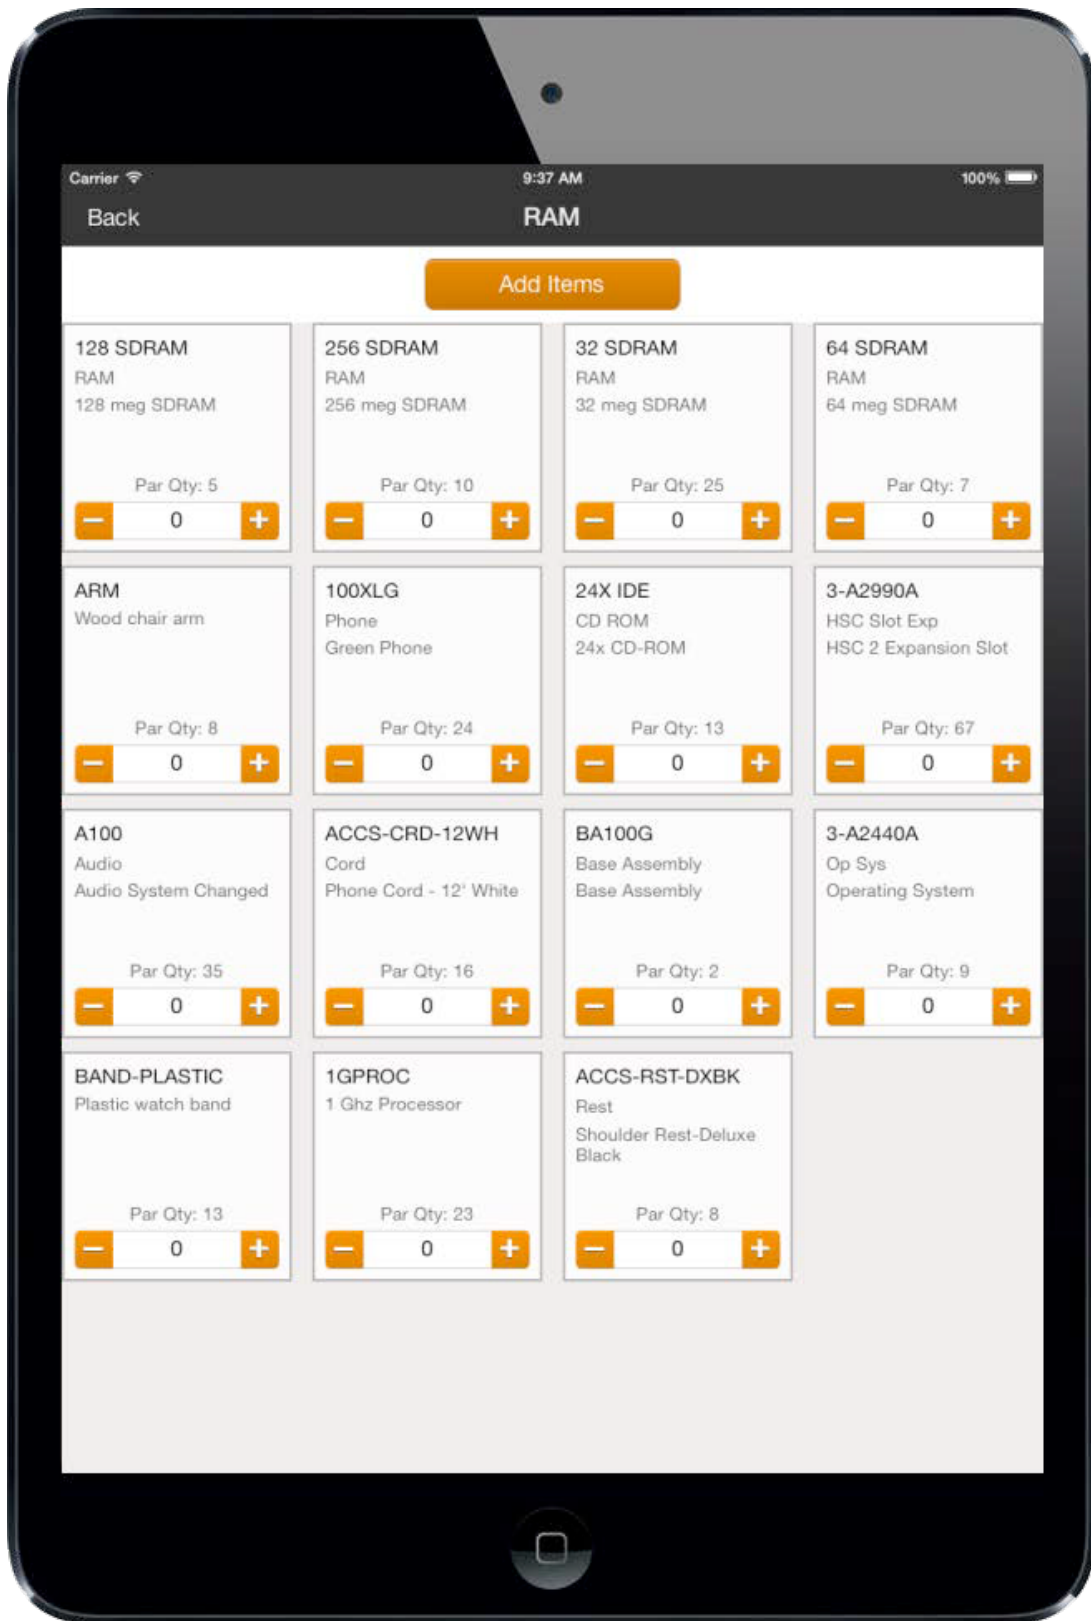 Carrier 9:37 AM 100%
Back RAM
Add Items
128 SDRAM
RAM
128 meg SDRAM
Par Qty: 5
− 0 +
256 SDRAM
RAM
256 meg SDRAM
Par Qty: 10
− 0 +
32 SDRAM
RAM
32 meg SDRAM
Par Qty: 25
− 0 +
64 SDRAM
RAM
64 meg SDRAM
Par Qty: 7
− 0 +
ARM
Wood chair arm
Par Qty: 8
− 0 +
100XLG
Phone
Green Phone
Par Qty: 24
− 0 +
24X IDE
CD ROM
24x CD-ROM
Par Qty: 13
− 0 +
3-A2990A
HSC Slot Exp
HSC 2 Expansion Slot
Par Qty: 67
− 0 +
A100
Audio
Audio System Changed
Par Qty: 35
− 0 +
ACCS-CRD-12WH
Cord
Phone Cord - 12' White
Par Qty: 16
− 0 +
BA100G
Base Assembly
Base Assembly
Par Qty: 2
− 0 +
3-A2440A
Op Sys
Operating System
Par Qty: 9
− 0 +
BAND-PLASTIC
Plastic watch band
Par Qty: 13
− 0 +
1GPROC
1 Ghz Processor
Par Qty: 23
− 0 +
ACCS-RST-DXBK
Rest
Shoulder Rest-Deluxe
Black
Par Qty: 8
− 0 +